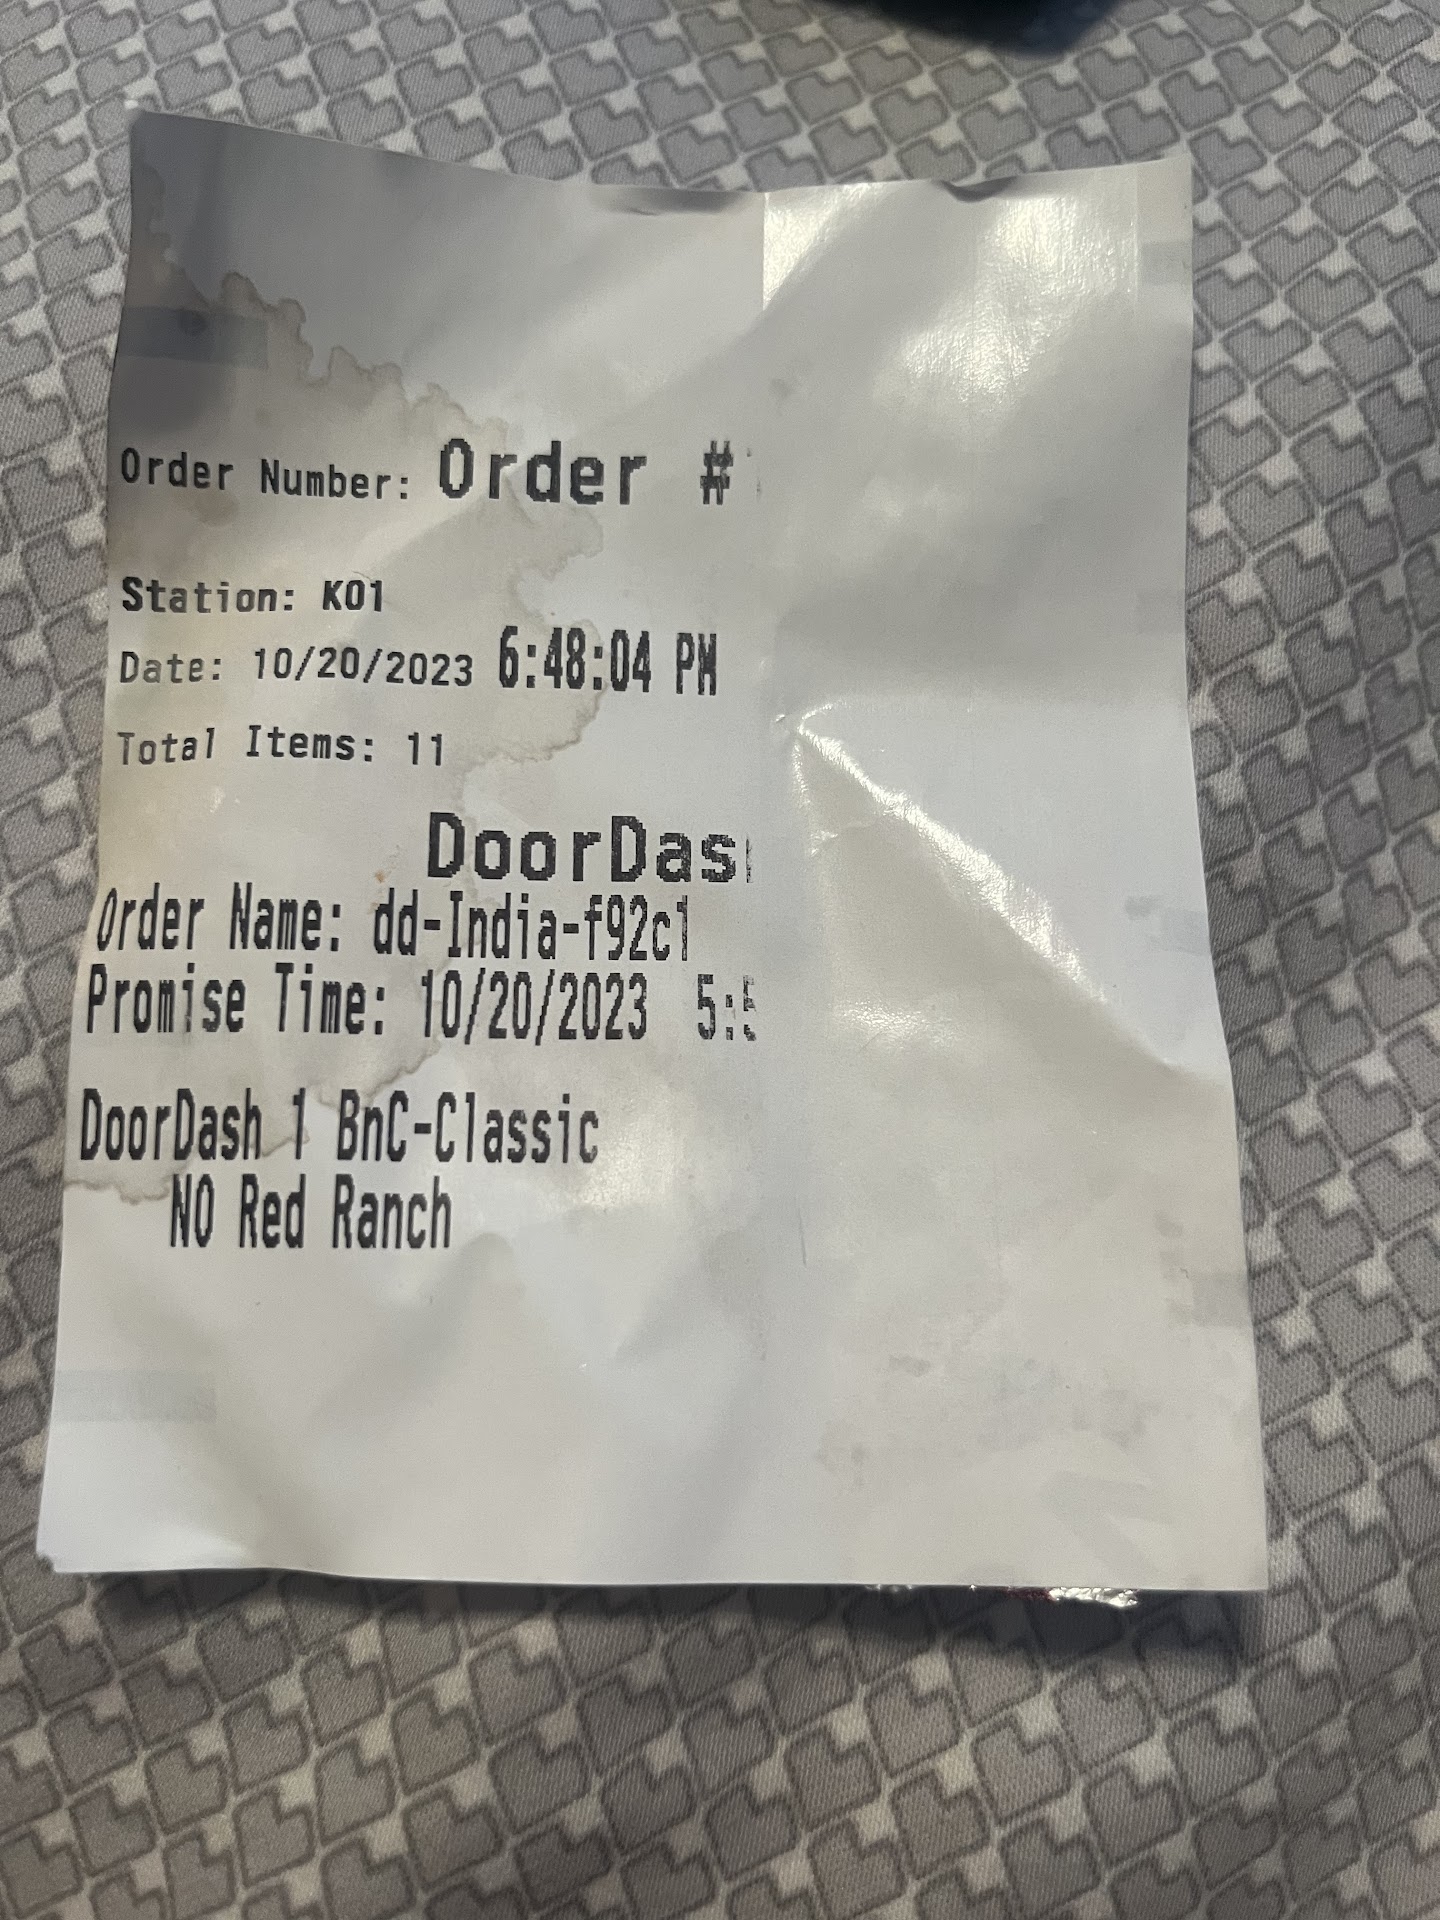 Order Number: Order #
Station: K01
Date: 10/20/2023 6:48:04 PM
Total Items: 11
DoorDas
Order Name: dd-India-f92c1
Promise Time: 10/20/2023 5:5
DoorDash 1 BnC-Classic
NO Red Ranch